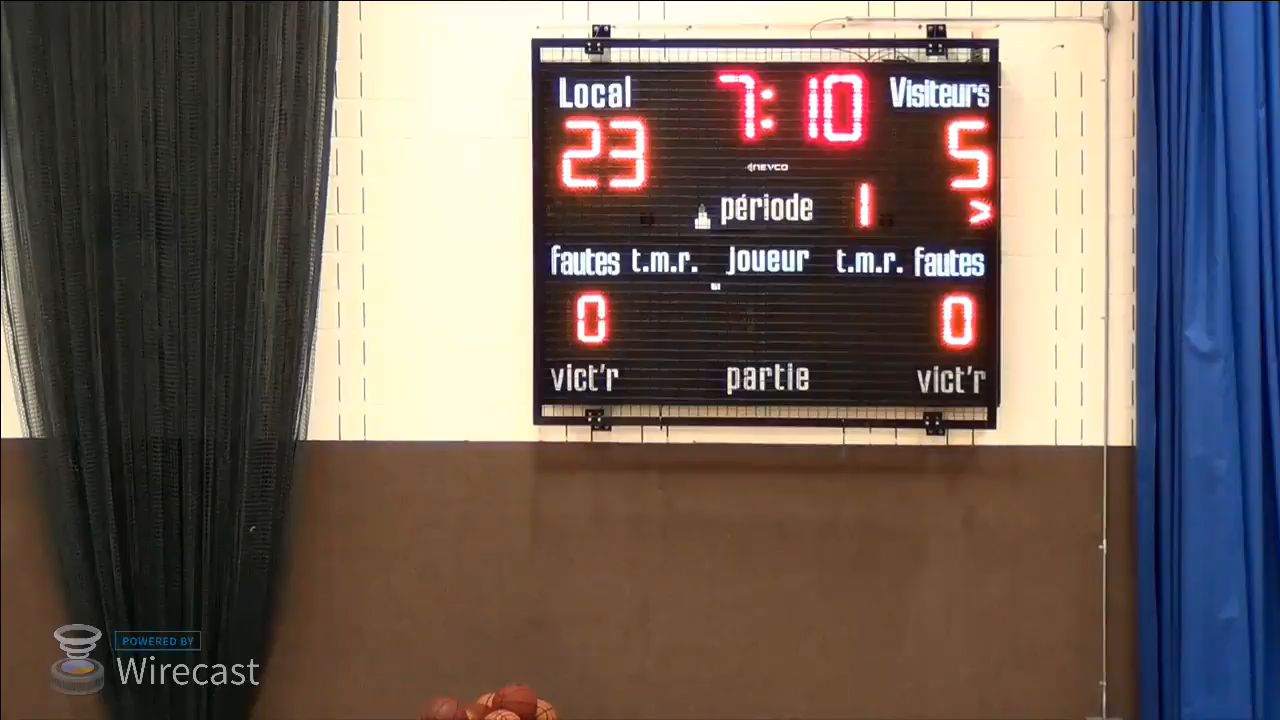 Local 7:10 Visiteurs
23 5
NEVCO
période 1 >
fautes t.m.r. Joueur t.m.r. fautes
0 0
vict'r partie vict'r
POWERED BY
Wirecast